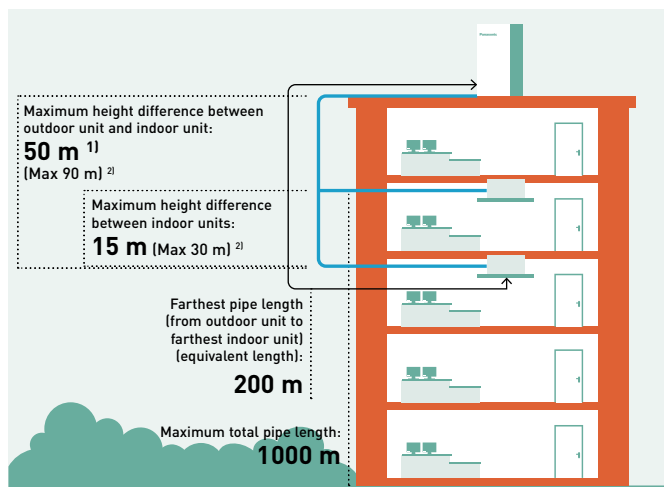 Panasonic
Maximum height difference between
outdoor unit and indoor unit:
50 m 1)
(Max 90 m) 2)
Maximum height difference
between indoor units:
15 m (Max 30 m) 2)
Farthest pipe length
(from outdoor unit to
farthest indoor unit)
(equivalent length):
200 m
Maximum total pipe length:
1000 m